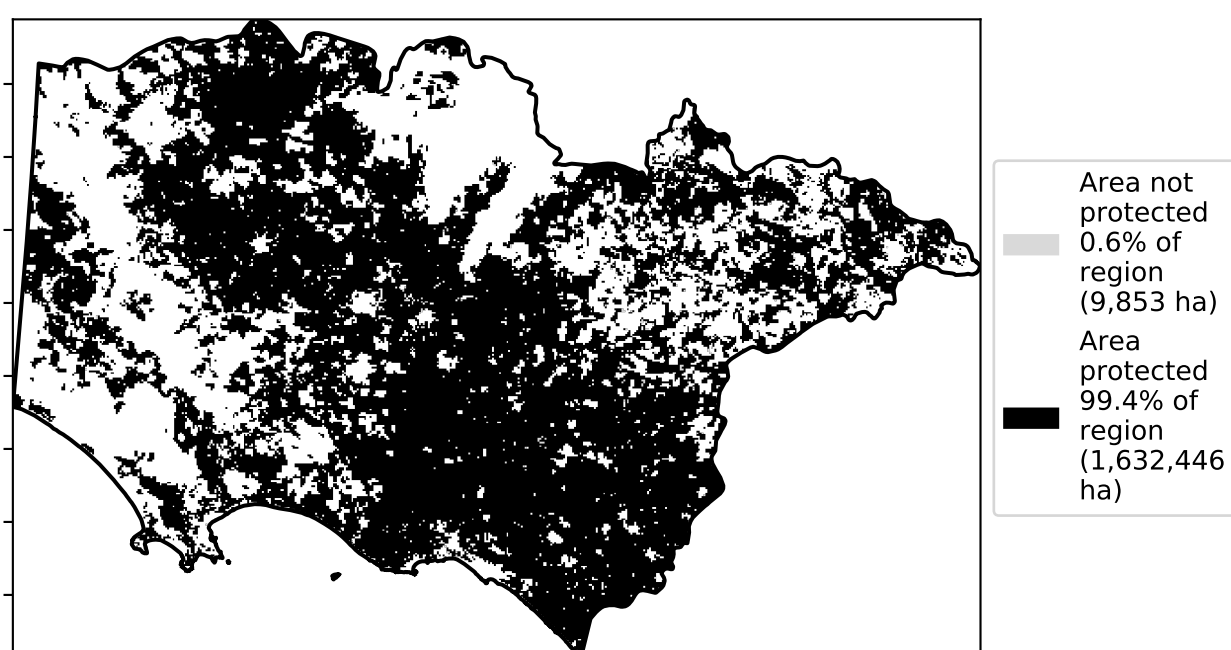 Area not
protected
0.6% of
region
(9,853 ha)
Area
protected
99.4% of
region
(1,632,446
ha)